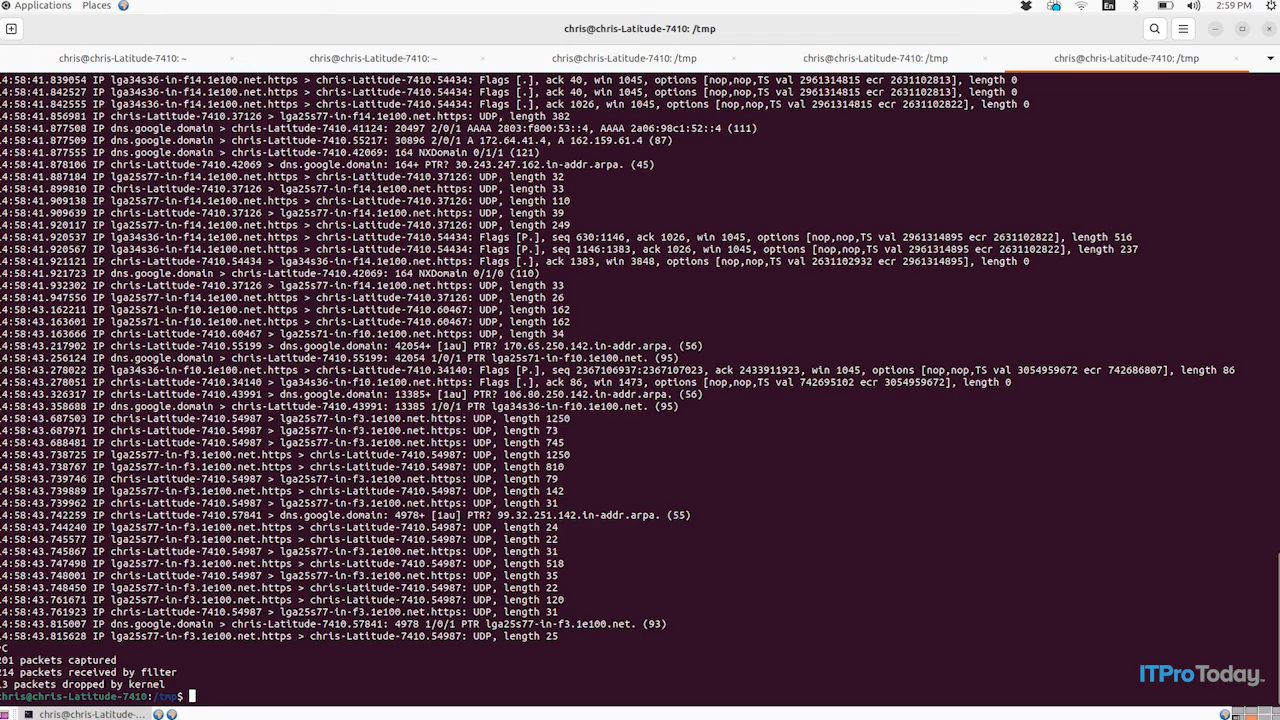 Applications Places En 2:59 PM
chris@chris-Latitude-7410: /tmp
chris@chris-Latitude-7410: ~ × chris@chris-Latitude-7410: ~ × chris@chris-Latitude-7410: /tmp × chris@chris-Latitude-7410: /tmp × chris@chris-Latitude-7410: /tmp ×
4:58:41.839054 IP lga34s36-in-f14.1e100.net.https > chris-Latitude-7410.54434: Flags [.], ack 40, win 1045, options [nop,nop,TS val 2961314815 ecr 2631102813], length 0
4:58:41.842527 IP lga34s36-in-f14.1e100.net.https > chris-Latitude-7410.54434: Flags [.], ack 40, win 1045, options [nop,nop,TS val 2961314815 ecr 2631102813], length 0
4:58:41.842555 IP lga34s36-in-f14.1e100.net.https > chris-Latitude-7410.54434: Flags [.], ack 1026, win 1045, options [nop,nop,TS val 2961314815 ecr 2631102822], length 0
4:58:41.856981 IP chris-Latitude-7410.37126 > lga25s77-in-f14.1e100.net.https: UDP, length 382
4:58:41.877508 IP dns.google.domain > chris-Latitude-7410.41124: 20497 2/0/1 AAAA 2803:f800:53::4, AAAA 2a06:98c1:52::4 (111)
4:58:41.877509 IP dns.google.domain > chris-Latitude-7410.55217: 30896 2/0/1 A 172.64.41.4, A 162.159.61.4 (87)
4:58:41.877509 IP dns.google.domain > chris-Latitude-7410.42069: 164 NXDomain 0/1/1 (121)
4:58:41.878106 IP chris-Latitude-7410.42069 > dns.google.domain: 164+ PTR? 30.243.247.162.in-addr.arpa. (45)
4:58:41.887184 IP lga25s77-in-f14.1e100.net.https > chris-Latitude-7410.37126: UDP, length 32
4:58:41.899810 IP chris-Latitude-7410.37126 > lga25s77-in-f14.1e100.net.https: UDP, length 33
4:58:41.909138 IP lga25s77-in-f14.1e100.net.https > chris-Latitude-7410.37126: UDP, length 110
4:58:41.909639 IP chris-Latitude-7410.37126 > lga25s77-in-f14.1e100.net.https: UDP, length 39
4:58:41.920117 IP lga25s77-in-f14.1e100.net.https > chris-Latitude-7410.37126: UDP, length 249
4:58:41.920537 IP lga34s36-in-f14.1e100.net.https > chris-Latitude-7410.54434: Flags [P.], seq 630:1146, ack 1026, win 1045, options [nop,nop,TS val 2961314895 ecr 2631102822], length 516
4:58:41.920567 IP lga34s36-in-f14.1e100.net.https > chris-Latitude-7410.54434: Flags [P.], seq 1146:1383, ack 1026, win 1045, options [nop,nop,TS val 2961314895 ecr 2631102822], length 237
4:58:41.921121 IP chris-Latitude-7410.54434 > lga34s36-in-f14.1e100.net.https: Flags [.], ack 1383, win 3848, options [nop,nop,TS val 2631102932 ecr 2961314895], length 0
4:58:41.921723 IP dns.google.domain > chris-Latitude-7410.42069: 164 NXDomain 0/1/0 (110)
4:58:41.932302 IP chris-Latitude-7410.37126 > lga25s77-in-f14.1e100.net.https: UDP, length 33
4:58:41.947556 IP lga25s77-in-f14.1e100.net.https > chris-Latitude-7410.37126: UDP, length 26
4:58:43.162211 IP lga25s71-in-f10.1e100.net.https > chris-Latitude-7410.60467: UDP, length 162
4:58:43.163601 IP lga25s71-in-f10.1e100.net.https > chris-Latitude-7410.60467: UDP, length 162
4:58:43.163666 IP chris-Latitude-7410.60467 > lga25s71-in-f10.1e100.net.https: UDP, length 34
4:58:43.217902 IP chris-Latitude-7410.55199 > dns.google.domain: 42054+ [1au] PTR? 170.65.250.142.in-addr.arpa. (56)
4:58:43.256124 IP dns.google.domain > chris-Latitude-7410.55199: 42054 1/0/1 PTR lga25s71-in-f10.1e100.net. (95)
4:58:43.278022 IP lga34s36-in-f10.1e100.net.https > chris-Latitude-7410.34140: Flags [P.], seq 2367106937:2367107023, ack 2433911923, win 1045, options [nop,nop,TS val 3054959672 ecr 742686807], length 86
4:58:43.278051 IP chris-Latitude-7410.34140 > lga34s36-in-f10.1e100.net.https: Flags [.], ack 86, win 1473, options [nop,nop,TS val 742695102 ecr 3054959672], length 0
4:58:43.326317 IP chris-Latitude-7410.43991 > dns.google.domain: 13385+ [1au] PTR? 106.80.250.142.in-addr.arpa. (56)
4:58:43.358688 IP dns.google.domain > chris-Latitude-7410.43991: 13385 1/0/1 PTR lga34s36-in-f10.1e100.net. (95)
4:58:43.687503 IP chris-Latitude-7410.54987 > lga25s77-in-f3.1e100.net.https: UDP, length 1250
4:58:43.687971 IP chris-Latitude-7410.54987 > lga25s77-in-f3.1e100.net.https: UDP, length 73
4:58:43.688481 IP chris-Latitude-7410.54987 > lga25s77-in-f3.1e100.net.https: UDP, length 745
4:58:43.738725 IP lga25s77-in-f3.1e100.net.https > chris-Latitude-7410.54987: UDP, length 1250
4:58:43.738767 IP lga25s77-in-f3.1e100.net.https > chris-Latitude-7410.54987: UDP, length 810
4:58:43.739746 IP chris-Latitude-7410.54987 > lga25s77-in-f3.1e100.net.https: UDP, length 79
4:58:43.739889 IP lga25s77-in-f3.1e100.net.https > chris-Latitude-7410.54987: UDP, length 142
4:58:43.739962 IP chris-Latitude-7410.54987 > lga25s77-in-f3.1e100.net.https: UDP, length 31
4:58:43.742259 IP chris-Latitude-7410.57841 > dns.google.domain: 4978+ [1au] PTR? 99.32.251.142.in-addr.arpa. (55)
4:58:43.744240 IP lga25s77-in-f3.1e100.net.https > chris-Latitude-7410.54987: UDP, length 24
4:58:43.745577 IP lga25s77-in-f3.1e100.net.https > chris-Latitude-7410.54987: UDP, length 22
4:58:43.745867 IP chris-Latitude-7410.54987 > lga25s77-in-f3.1e100.net.https: UDP, length 31
4:58:43.747498 IP lga25s77-in-f3.1e100.net.https > chris-Latitude-7410.54987: UDP, length 518
4:58:43.748001 IP chris-Latitude-7410.54987 > lga25s77-in-f3.1e100.net.https: UDP, length 35
4:58:43.748450 IP lga25s77-in-f3.1e100.net.https > chris-Latitude-7410.54987: UDP, length 22
4:58:43.761671 IP lga25s77-in-f3.1e100.net.https > chris-Latitude-7410.54987: UDP, length 120
4:58:43.761923 IP chris-Latitude-7410.54987 > lga25s77-in-f3.1e100.net.https: UDP, length 31
4:58:43.815007 IP dns.google.domain > chris-Latitude-7410.57841: 4978 1/0/1 PTR lga25s77-in-f3.1e100.net. (93)
4:58:43.815628 IP lga25s77-in-f3.1e100.net.https > chris-Latitude-7410.54987: UDP, length 25
^C
201 packets captured
214 packets received by filter
13 packets dropped by kernel
chris@chris-Latitude-7410:/tmp$
ITProToday.
chris@chris-Latitude-...